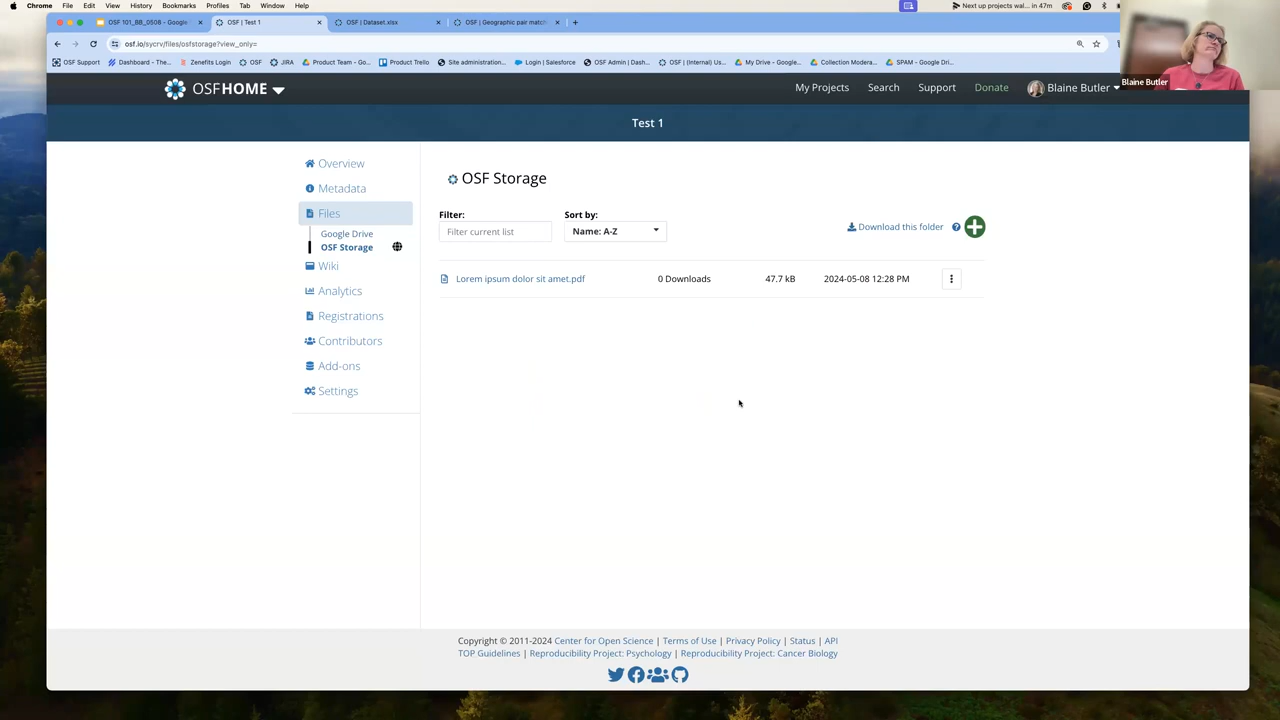 Chrome File Edit View History Bookmarks Profiles Tab Window Help
Next up projects wal... in 47m
OSF 101_BB_0508 - Google
OSF | Test 1
OSF | Dataset.xlsx
OSF | Geographic pair match
osf.io/sycrv/files/osfstorage?view_only=
OSF Support
Dashboard - The...
Zenefits Login
OSF
JIRA
Product Team - Go...
Product Trello
Site administration...
Login | Salesforce
OSF Admin | Dash...
OSF | (Internal) Us...
My Drive - Google...
Collection Modera...
SPAM - Google Dri...
Blaine Butler
OSFHOME
My Projects
Search
Support
Donate
Blaine Butler
Test 1
Overview
Metadata
Files
Google Drive
OSF Storage
Wiki
Analytics
Registrations
Contributors
Add-ons
Settings
OSF Storage
Filter:
Filter current list
Sort by:
Name: A-Z
Download this folder
Lorem ipsum dolor sit amet.pdf
0 Downloads
47.7 kB
2024-05-08 12:28 PM
Copyright © 2011-2024 Center for Open Science | Terms of Use | Privacy Policy | Status | API
TOP Guidelines | Reproducibility Project: Psychology | Reproducibility Project: Cancer Biology